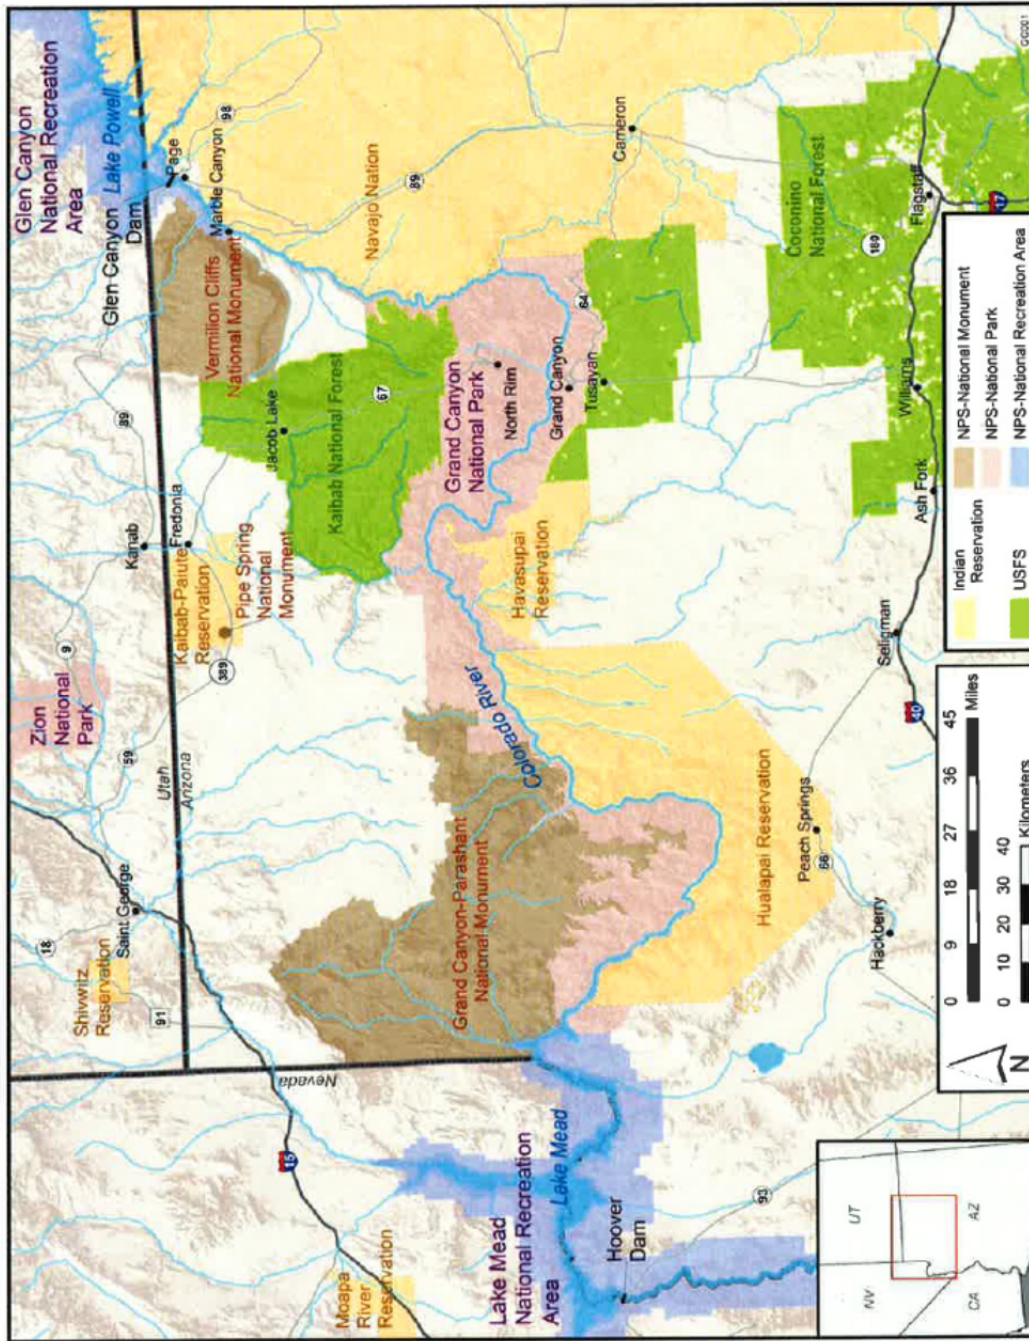 Zion
National
Park
9
18
59
Shivwitz
Reservation
Saint George
91
Utah
Arizona
Nevada
15
Moapa
River
Reservation
Kanab
89
Fredonia
Kaibab-Paiute
Reservation
Pipe Spring
National
Monument
389
Glen Canyon
National Recreation
Area
Lake Powell
Glen Canyon
Dam
Page
98
Marble Canyon
Vermilion Cliffs
National Monument
Jacob Lake
Kaibab National Forest
67
Navajo Nation
89
Cameron
Grand Canyon
National Park
North Rim
Grand Canyon
Tusayan
64
Havasupai
Reservation
Colorado River
Grand Canyon-Parashant
National Monument
Lake Mead
National Recreation
Area
Lake Mead
Hoover
Dam
93
Hualapai Reservation
Peach Springs
66
Hackberry
Seligman
40
Ash Fork
Williams
Coconino
National Forest
180
Flagstaff
17
UT
NV
AZ
CA
N
0 9 18 27 36 45
Miles
0 10 20 30 40
Kilometers
Indian
Reservation
USFS
NPS-National Monument
NPS-National Park
NPS-National Recreation Area